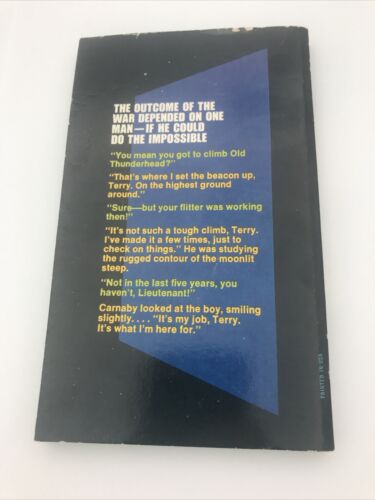 THE OUTCOME OF THE
WAR DEPENDED ON ONE
MAN—IF HE COULD
DO THE IMPOSSIBLE
"You mean you got to climb Old
Thunderhead?"
"That's where I set the beacon up,
Terry. On the highest ground
around."
"Sure—but your flitter was working
then!"
"It's not such a tough climb, Terry.
I've made it a few times, just to
check on things." He was studying
the rugged contour of the moonlit
steep.
"Not in the last five years, you
haven't, Lieutenant!"
Carnaby looked at the boy, smiling
slightly. . . . "It's my job, Terry.
It's what I'm here for."
PRINTED IN USA